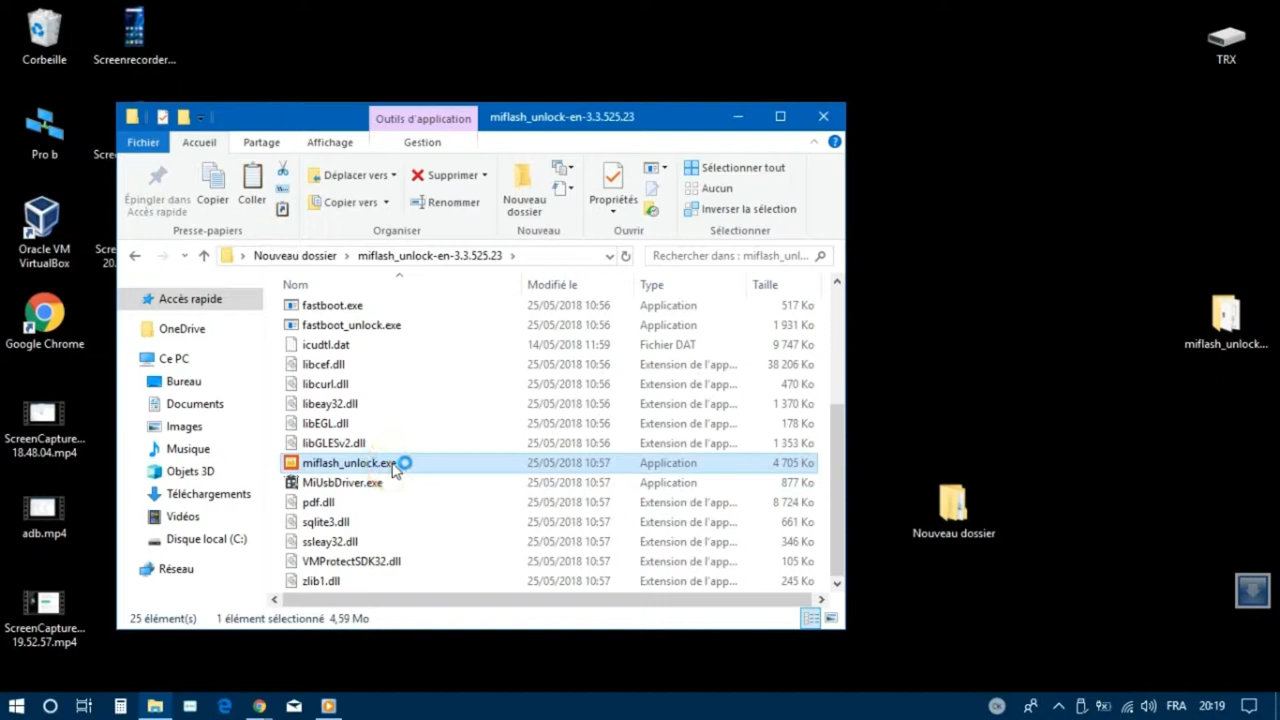 Corbeille
Screenrecorder...
TRX
Pro b
Scre
Oracle VM
VirtualBox
Scre
20.
Google Chrome
ScreenCapture...
18.48.04.mp4
adb.mp4
ScreenCapture...
19.52.57.mp4
miflash_unlock...
Nouveau dossier
Outils d'application
miflash_unlock-en-3.3.525.23
Fichier
Accueil
Partage
Affichage
Gestion
Épingler dans
Accès rapide
Copier
Coller
Presse-papiers
Déplacer vers
Copier vers
Supprimer
Renommer
Organiser
Nouveau
dossier
Nouveau
Propriétés
Ouvrir
Sélectionner tout
Aucun
Inverser la sélection
Sélectionner
Nouveau dossier
miflash_unlock-en-3.3.525.23
Rechercher dans : miflash_unl...
Accès rapide
OneDrive
Ce PC
Bureau
Documents
Images
Musique
Objets 3D
Téléchargements
Vidéos
Disque local (C:)
Réseau
Nom Modifié le Type Taille
fastboot.exe 25/05/2018 10:56 Application 517 Ko
fastboot_unlock.exe 25/05/2018 10:56 Application 1 931 Ko
icudtl.dat 14/05/2018 11:59 Fichier DAT 9 747 Ko
libcef.dll 25/05/2018 10:56 Extension de l'app... 38 206 Ko
libcurl.dll 25/05/2018 10:56 Extension de l'app... 470 Ko
libeay32.dll 25/05/2018 10:56 Extension de l'app... 1 370 Ko
libEGL.dll 25/05/2018 10:56 Extension de l'app... 178 Ko
libGLESv2.dll 25/05/2018 10:56 Extension de l'app... 1 353 Ko
miflash_unlock.exe 25/05/2018 10:57 Application 4 705 Ko
MiUsbDriver.exe 25/05/2018 10:57 Application 877 Ko
pdf.dll 25/05/2018 10:57 Extension de l'app... 8 724 Ko
sqlite3.dll 25/05/2018 10:57 Extension de l'app... 661 Ko
ssleay32.dll 25/05/2018 10:57 Extension de l'app... 346 Ko
VMProtectSDK32.dll 25/05/2018 10:57 Extension de l'app... 105 Ko
zlib1.dll 25/05/2018 10:57 Extension de l'app... 245 Ko
25 élément(s) 1 élément sélectionné 4,59 Mo
FRA 20:19